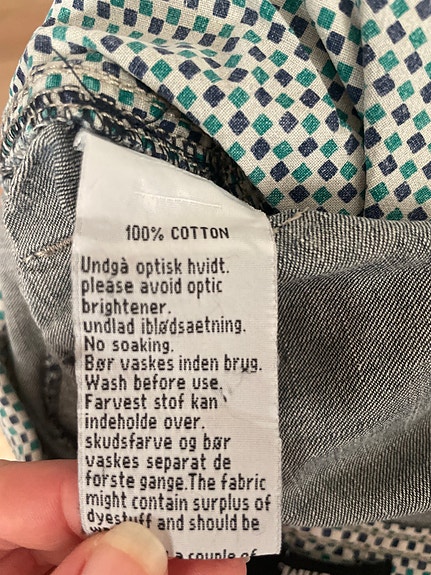 100% COTTON
Undgå optisk hvidt.
please avoid optic
brightener.
undlad iblødsaetning.
No soaking.
Bør vaskes inden brug.
Wash before use.
Farvest stof kan
indeholde over.
skudsfarve og bør
vaskes separat de
forste gange.The fabric
might contain surplus of
dyestuff and should be
a couple of